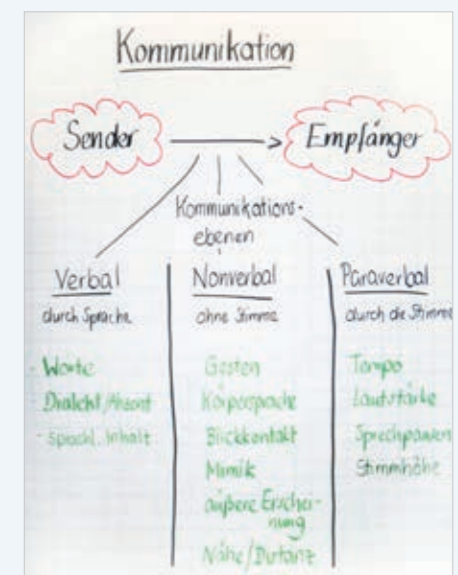 Kommunikation
Sender
Empfänger
Kommunikations-
ebenen
Verbal
durch Sprache
- Worte
- Dialekt/Akzent
- Sprachl. Inhalt
Nonverbal
ohne Stimme
Gesten
Körpersprache
Blickkontakt
Mimik
äußere Erschei-
nung
Nähe/Distanz
Paraverbal
durch die Stimme
Tempo
Lautstärke
Sprechpausen
Stimmhöhe